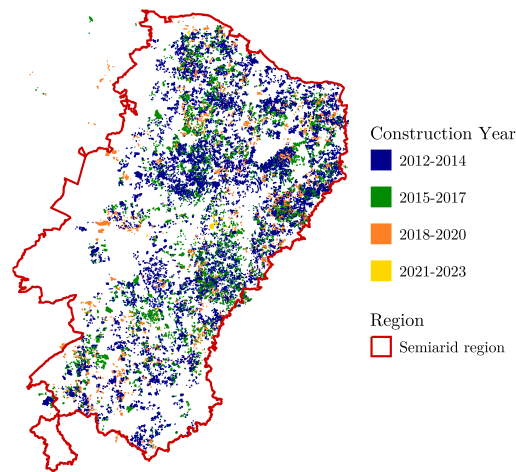 Construction Year
2012-2014
2015-2017
2018-2020
2021-2023
Region
Semiarid region